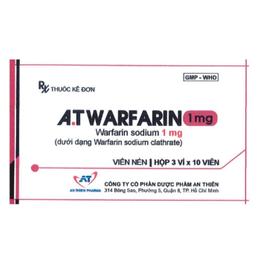 Rx THUỐC KÊ ĐƠN
GMP - WHO
A.T WARFARIN 1 mg
Warfarin sodium 1 mg
(dưới dạng Warfarin sodium clathrate)
VIÊN NÉN | HỘP 3 VỈ x 10 VIÊN
AT
AN THIEN PHARMA
CÔNG TY CỔ PHẦN DƯỢC PHẨM AN THIÊN
314 Bông Sao, Phường 5, Quận 8, TP. Hồ Chí Minh